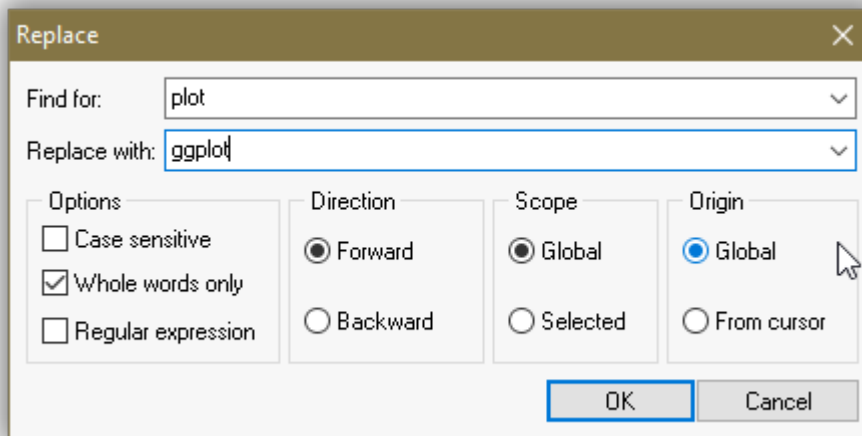 Replace
Find for: plot
Replace with: ggplot
Options
Case sensitive
Whole words only
Regular expression
Direction
Forward
Backward
Scope
Global
Selected
Origin
Global
From cursor
OK
Cancel